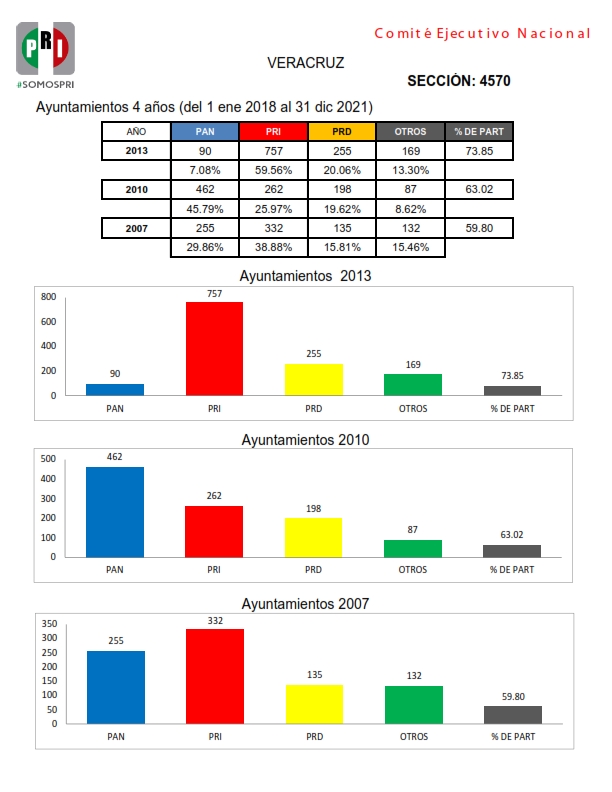 Comité Ejecutivo Nacional
PRI
#SOMOSPRI
VERACRUZ
SECCIÓN: 4570
Ayuntamientos 4 años (del 1 ene 2018 al 31 dic 2021)
AÑO PAN PRI PRD OTROS % DE PART
2013 90 757 255 169 73.85
7.08% 59.56% 20.06% 13.30%
2010 462 262 198 87 63.02
45.79% 25.97% 19.62% 8.62%
2007 255 332 135 132 59.80
29.86% 38.88% 15.81% 15.46%
Ayuntamientos 2013
800
600
400
200
0
90 757 255 169 73.85
PAN PRI PRD OTROS % DE PART
Ayuntamientos 2010
500
400
300
200
100
0
462 262 198 87 63.02
PAN PRI PRD OTROS % DE PART
Ayuntamientos 2007
350
300
250
200
150
100
50
0
255 332 135 132 59.80
PAN PRI PRD OTROS % DE PART